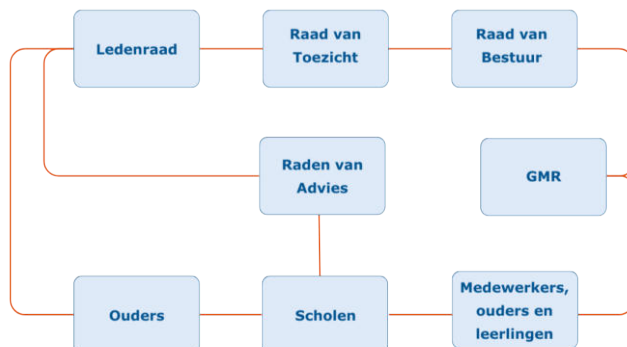 Ledenraad
Raad van
Toezicht
Raad van
Bestuur
Raden van
Advies
GMR
Ouders
Scholen
Medewerkers,
ouders en
leerlingen